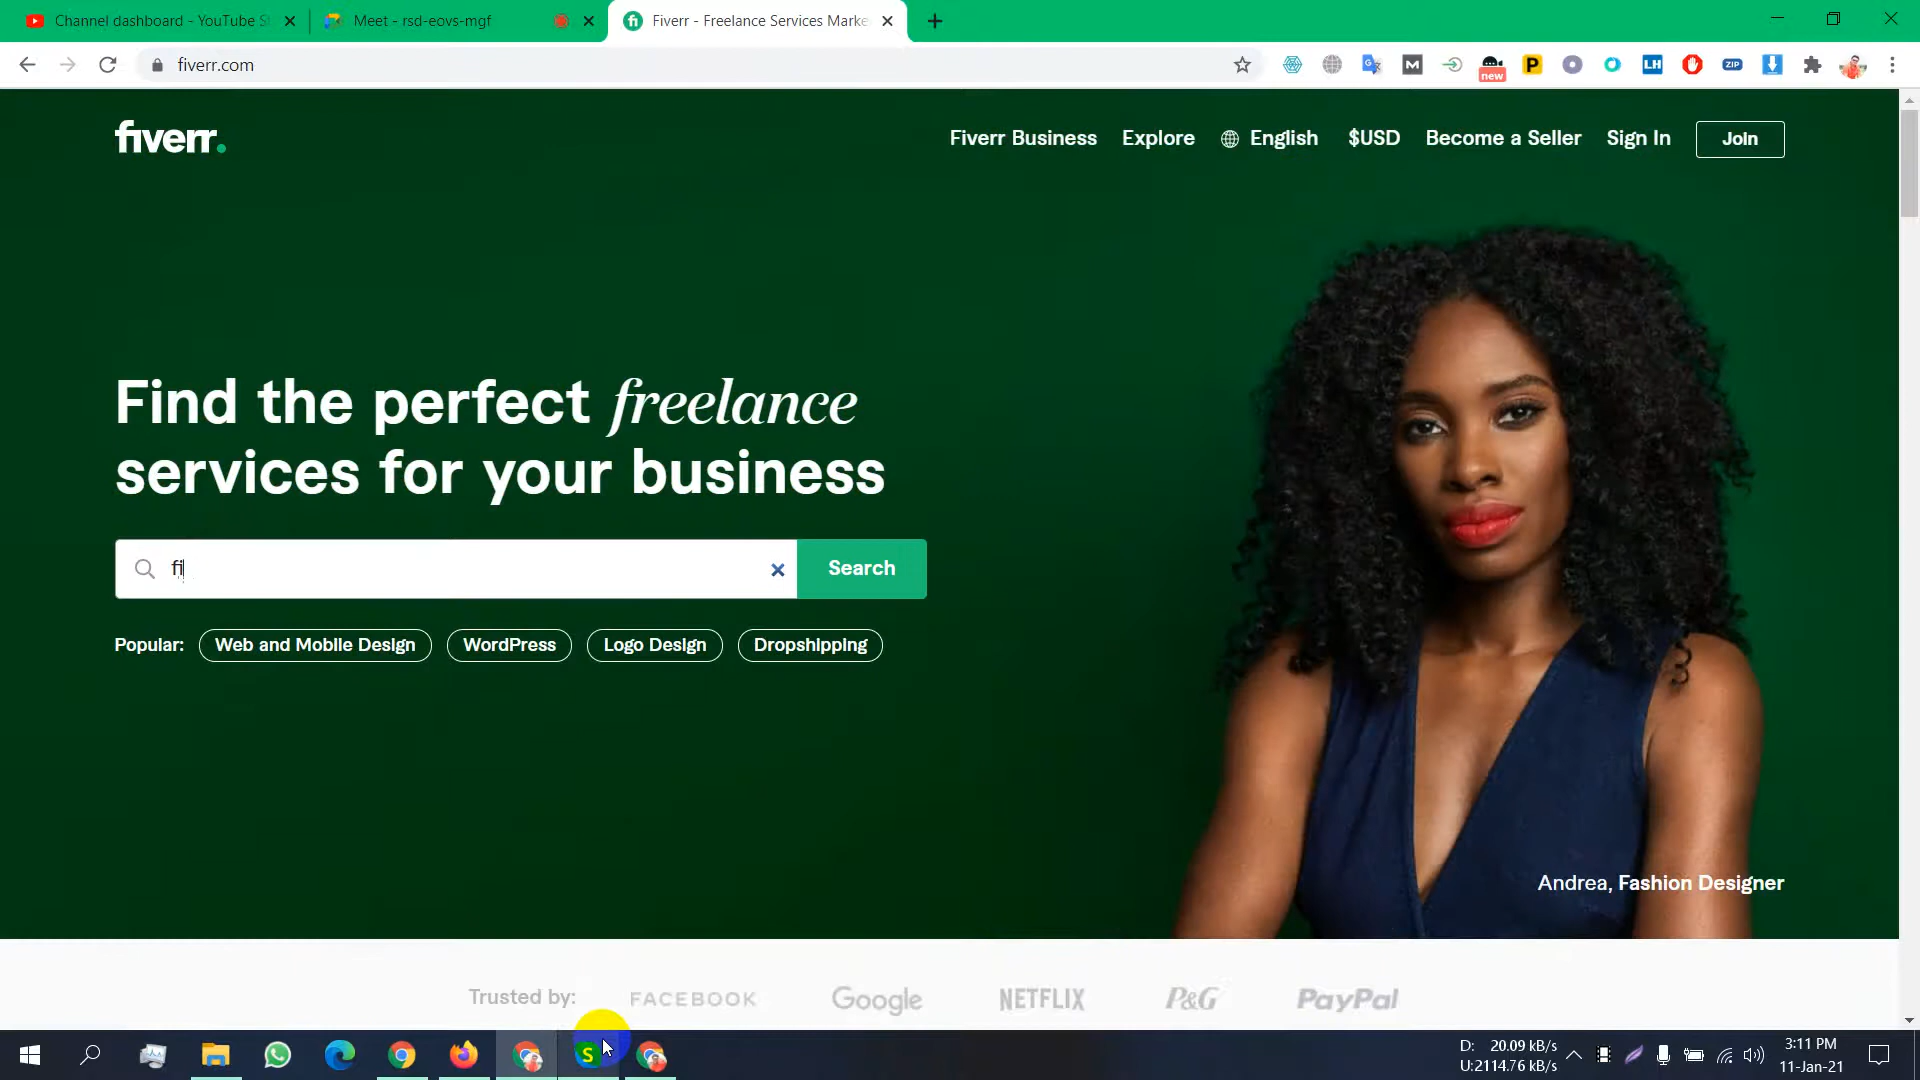 Channel dashboard - YouTube S
Meet - rsd-eovs-mgf
Fiverr - Freelance Services Marke
fiverr.com
new
fiverr.
Fiverr Business
Explore
English
$USD
Become a Seller
Sign In
Join
Find the perfect freelance
services for your business
fi
Search
Popular:
Web and Mobile Design
WordPress
Logo Design
Dropshipping
Andrea, Fashion Designer
Trusted by:
FACEBOOK
Google
NETFLIX
P&G
PayPal
D: 20.09 kB/s
U:2114.76 kB/s
3:11 PM
11-Jan-21